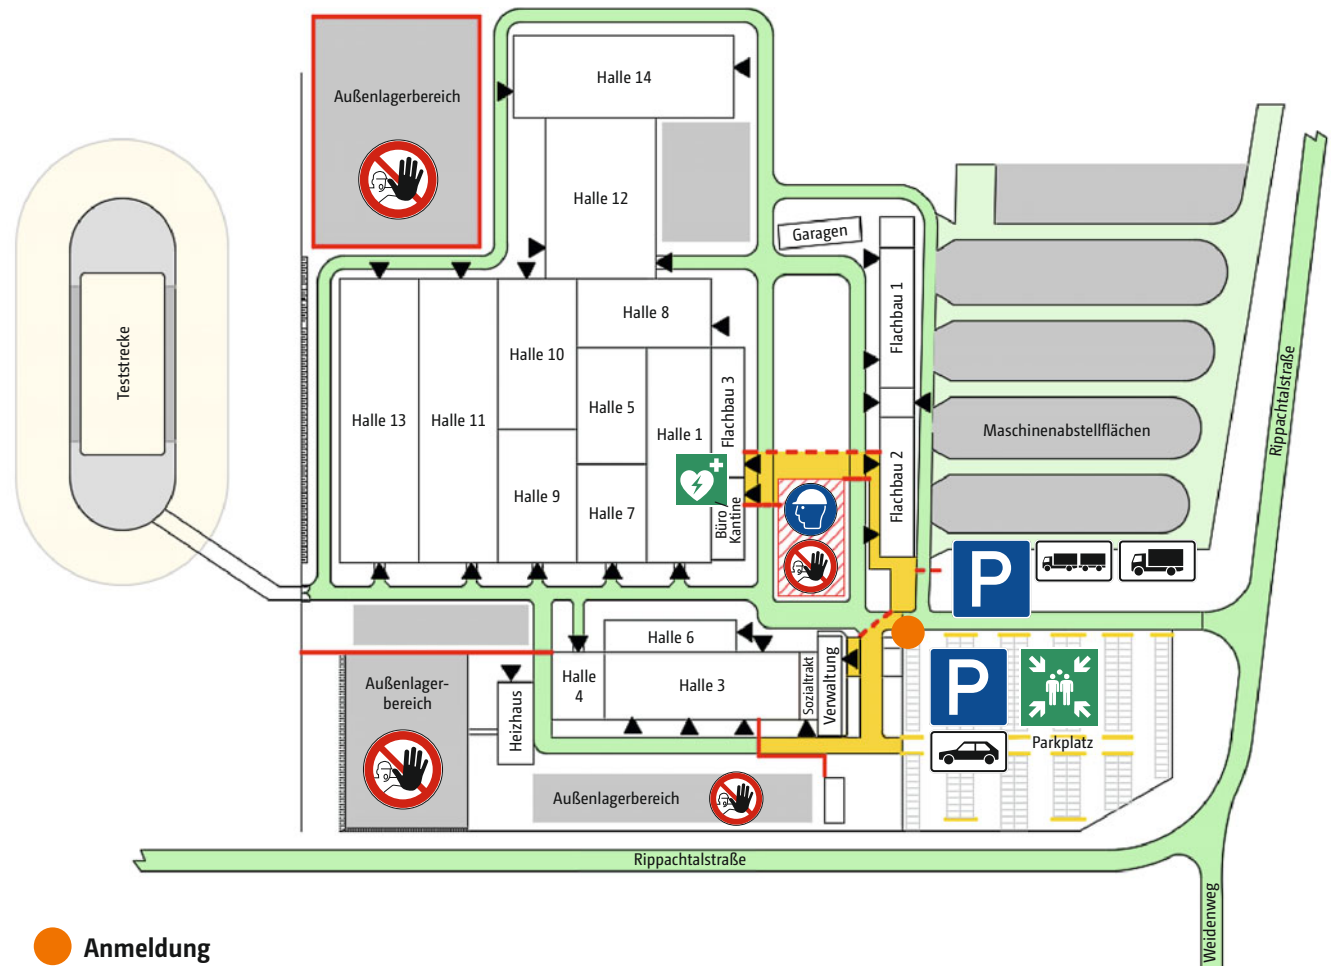 Halle 14
Außenlagerbereich
Halle 12
Garagen
Flachbau 1
Halle 8
Teststrecke
Halle 10
Rippachtalstraße
Halle 13
Halle 11
Halle 5
Halle 1
Flachbau 3
Maschinenabstellflächen
Flachbau 2
Halle 9
Halle 7
Büro /
Kantine
P
Halle 6
Außenlager-
bereich
Halle
4
Halle 3
Sozialtrakt
Verwaltung
P
Heizhaus
Parkplatz
Außenlagerbereich
Rippachtalstraße
Weidenweg
Anmeldung